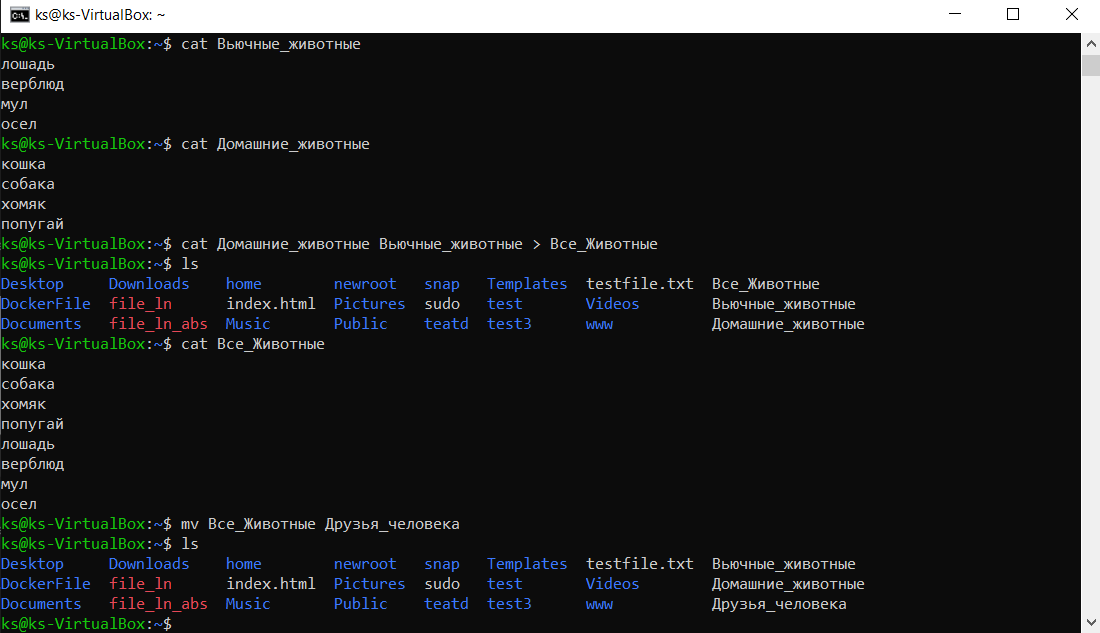 ks@ks-VirtualBox: ~
ks@ks-VirtualBox:~$ cat Вьючные_животные
лошадь
верблюд
мул
осел
ks@ks-VirtualBox:~$ cat Домашние_животные
кошка
собака
хомяк
попугай
ks@ks-VirtualBox:~$ cat Домашние_животные Вьючные_животные > Все_Животные
ks@ks-VirtualBox:~$ ls
Desktop Downloads home newroot snap Templates testfile.txt Все_Животные
DockerFile file_ln index.html Pictures sudo test Videos Вьючные_животные
Documents file_ln_abs Music Public teatd test3 www Домашние_животные
ks@ks-VirtualBox:~$ cat Все_Животные
кошка
собака
хомяк
попугай
лошадь
верблюд
мул
осел
ks@ks-VirtualBox:~$ mv Все_Животные Друзья_человека
ks@ks-VirtualBox:~$ ls
Desktop Downloads home newroot snap Templates testfile.txt Вьючные_животные
DockerFile file_ln index.html Pictures sudo test Videos Домашние_животные
Documents file_ln_abs Music Public teatd test3 www Друзья_человека
ks@ks-VirtualBox:~$